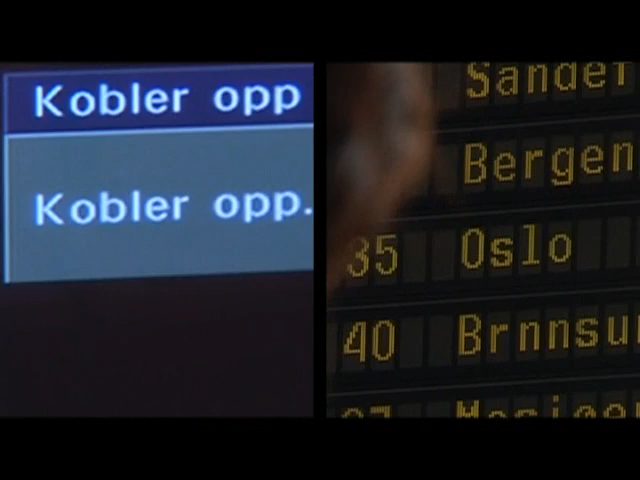 Kobler opp
Kobler opp.
Sandef
Bergen
35 Oslo
40 Brnnsu